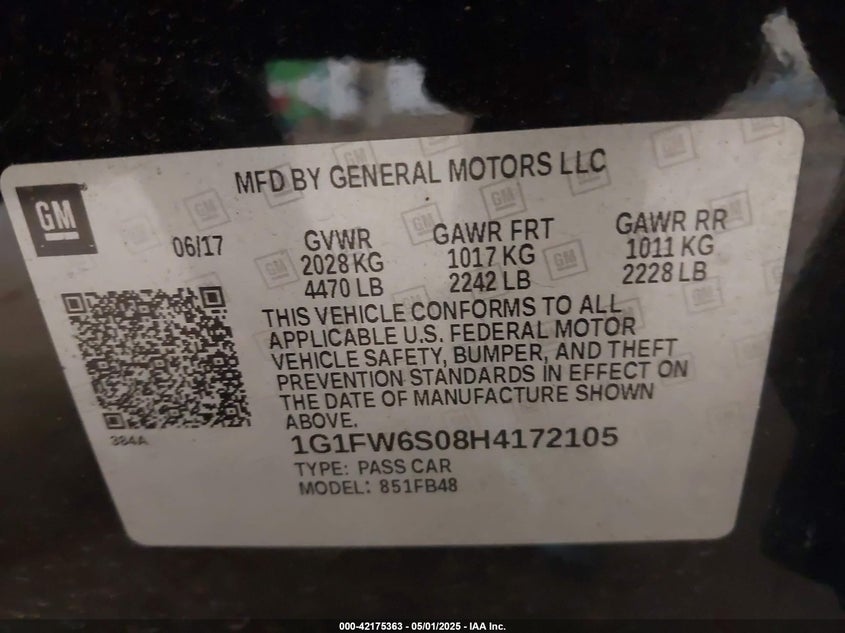 MFD BY GENERAL MOTORS LLC
GM
06/17
GVWR
2028 KG
4470 LB
GAWR FRT
1017 KG
2242 LB
GAWR RR
1011 KG
2228 LB
THIS VEHICLE CONFORMS TO ALL
APPLICABLE U.S. FEDERAL MOTOR
VEHICLE SAFETY, BUMPER, AND THEFT
PREVENTION STANDARDS IN EFFECT ON
THE DATE OF MANUFACTURE SHOWN
ABOVE.
384A
1G1FW6S08H4172105
TYPE: PASS CAR
MODEL: 851FB48
000-42175363 - 05/01/2025 - IAA Inc.